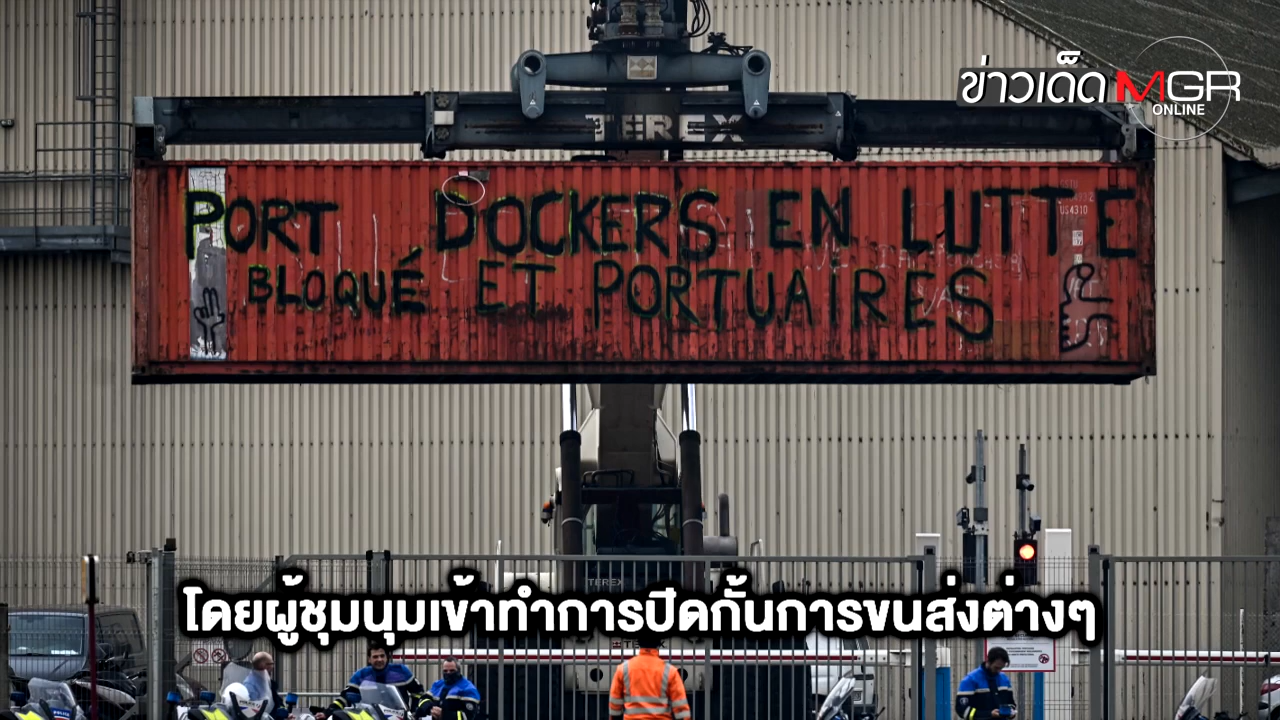 ข่าวเด็ด MGR
ONLINE
TEREX
PORT DOCKERS EN LUTTE
BLOQUÉ ET PORTUAIRES
US4310
TEREX
โดยผู้ชุมนุมเข้าทำการปิดกั้นการขนส่งต่างๆ